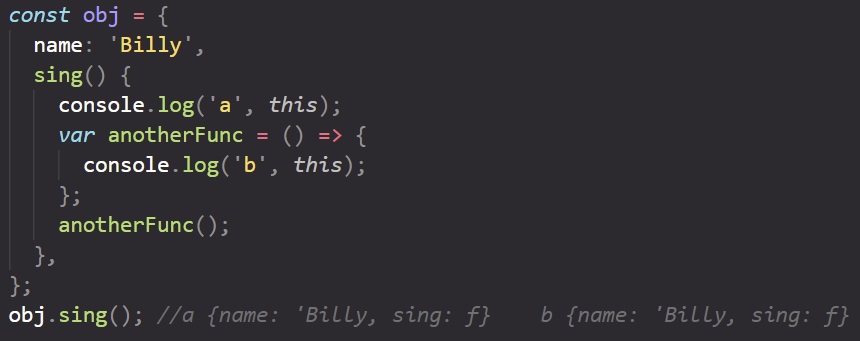 const obj = {
  name: 'Billy',
  sing() {
    console.log('a', this);
    var anotherFunc = () => {
      console.log('b', this);
    };
    anotherFunc();
  },
};
obj.sing(); //a {name: 'Billy, sing: ƒ}    b {name: 'Billy, sing: ƒ}